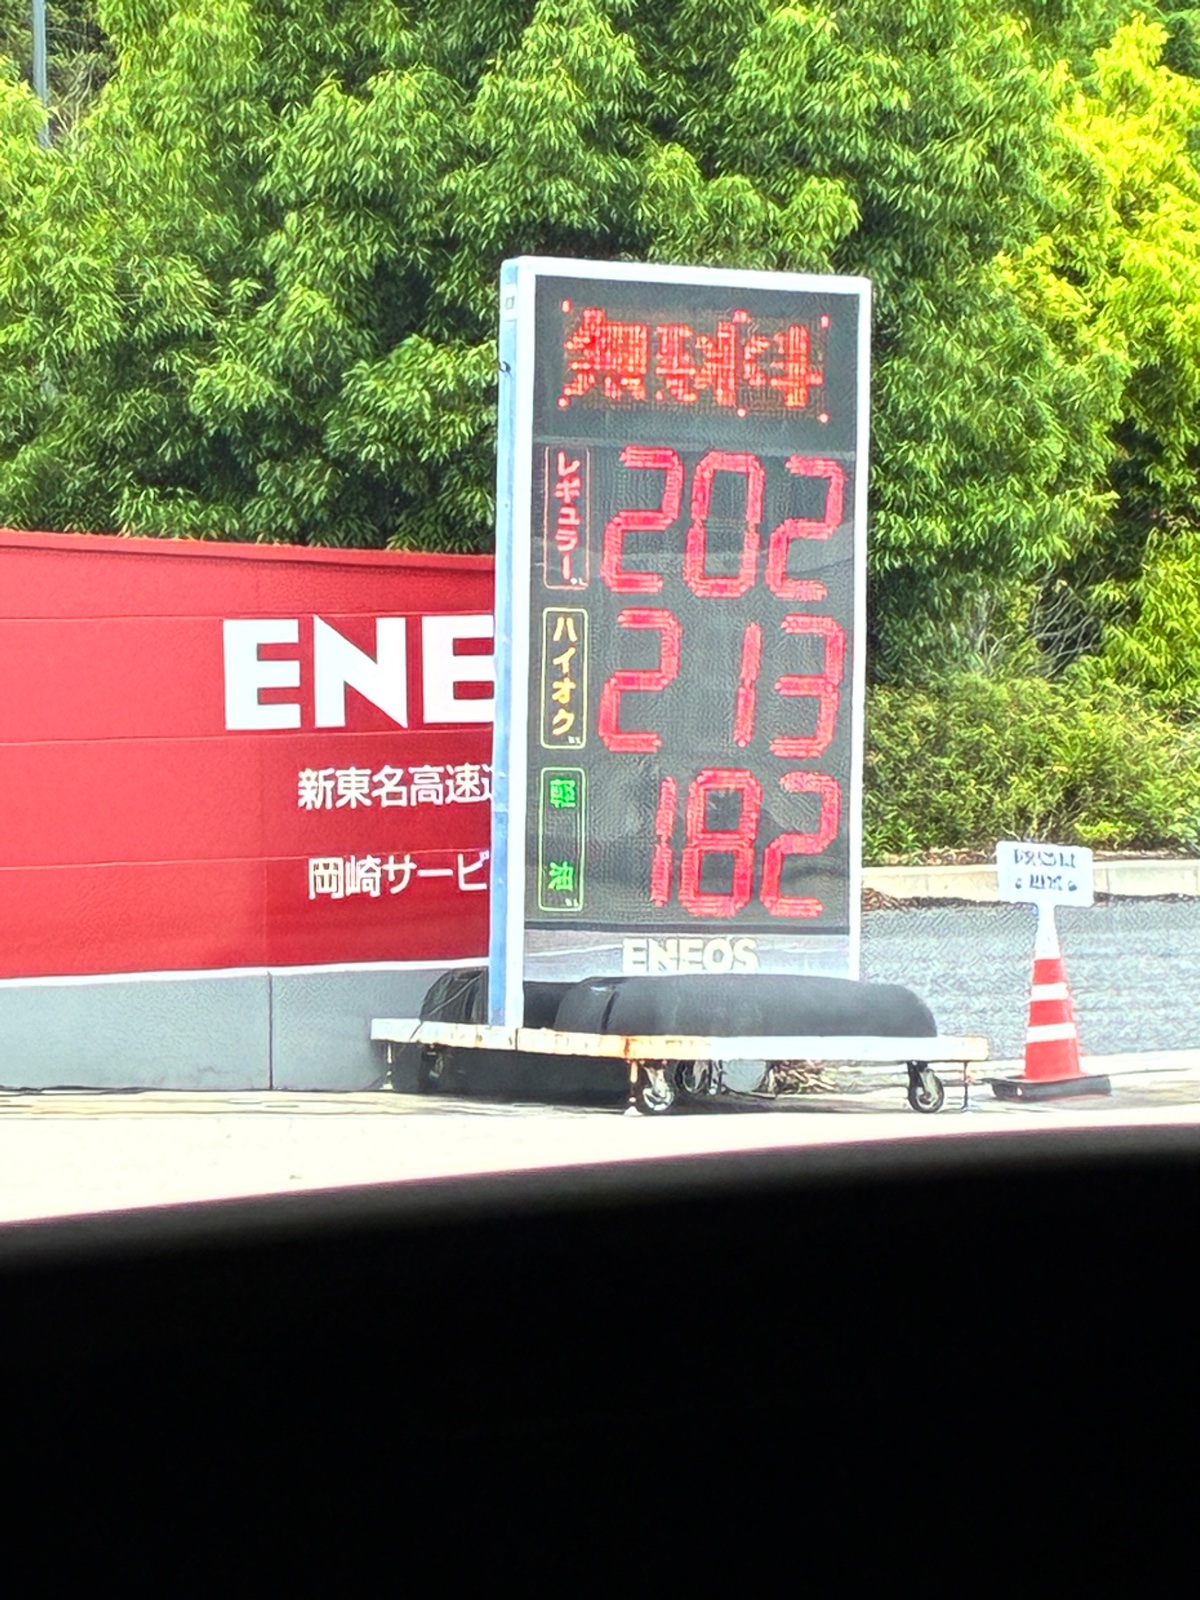 レギュラー 202
ハイオク 213
軽油 182
ENEOS
ENE
新東名高速道
岡崎サービ